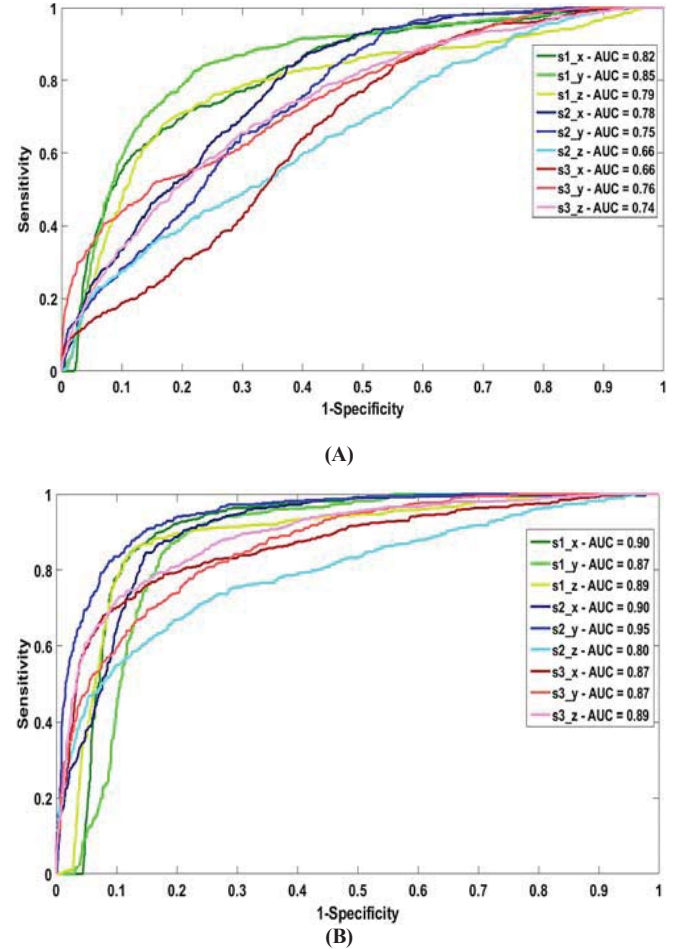 1
0.8
0.6
0.4
0.2
0
Sensitivity
s1_x - AUC = 0.82
s1_y - AUC = 0.85
s1_z - AUC = 0.79
s2_x - AUC = 0.78
s2_y - AUC = 0.75
s2_z - AUC = 0.66
s3_x - AUC = 0.66
s3_y - AUC = 0.76
s3_z - AUC = 0.74
0 0.1 0.2 0.3 0.4 0.5 0.6 0.7 0.8 0.9 1
1-Specificity
(A)
1
0.8
0.6
0.4
0.2
0
Sensitivity
s1_x - AUC = 0.90
s1_y - AUC = 0.87
s1_z - AUC = 0.89
s2_x - AUC = 0.90
s2_y - AUC = 0.95
s2_z - AUC = 0.80
s3_x - AUC = 0.87
s3_y - AUC = 0.87
s3_z - AUC = 0.89
0 0.1 0.2 0.3 0.4 0.5 0.6 0.7 0.8 0.9 1
1-Specificity
(B)